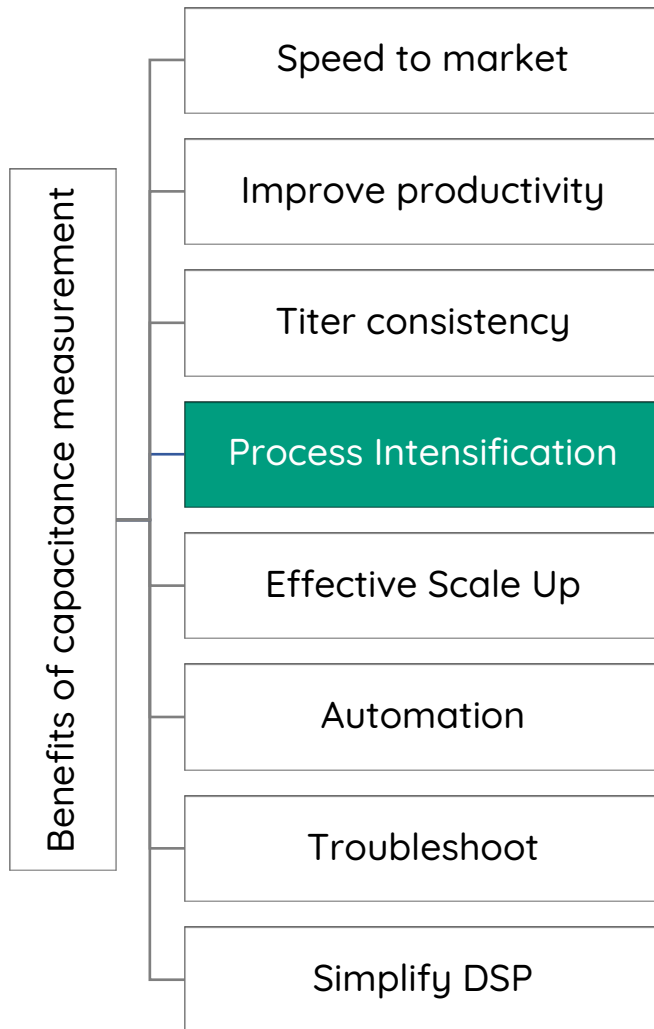 Benefits of capacitance measurement
Speed to market
Improve productivity
Titer consistency
Process Intensification
Effective Scale Up
Automation
Troubleshoot
Simplify DSP